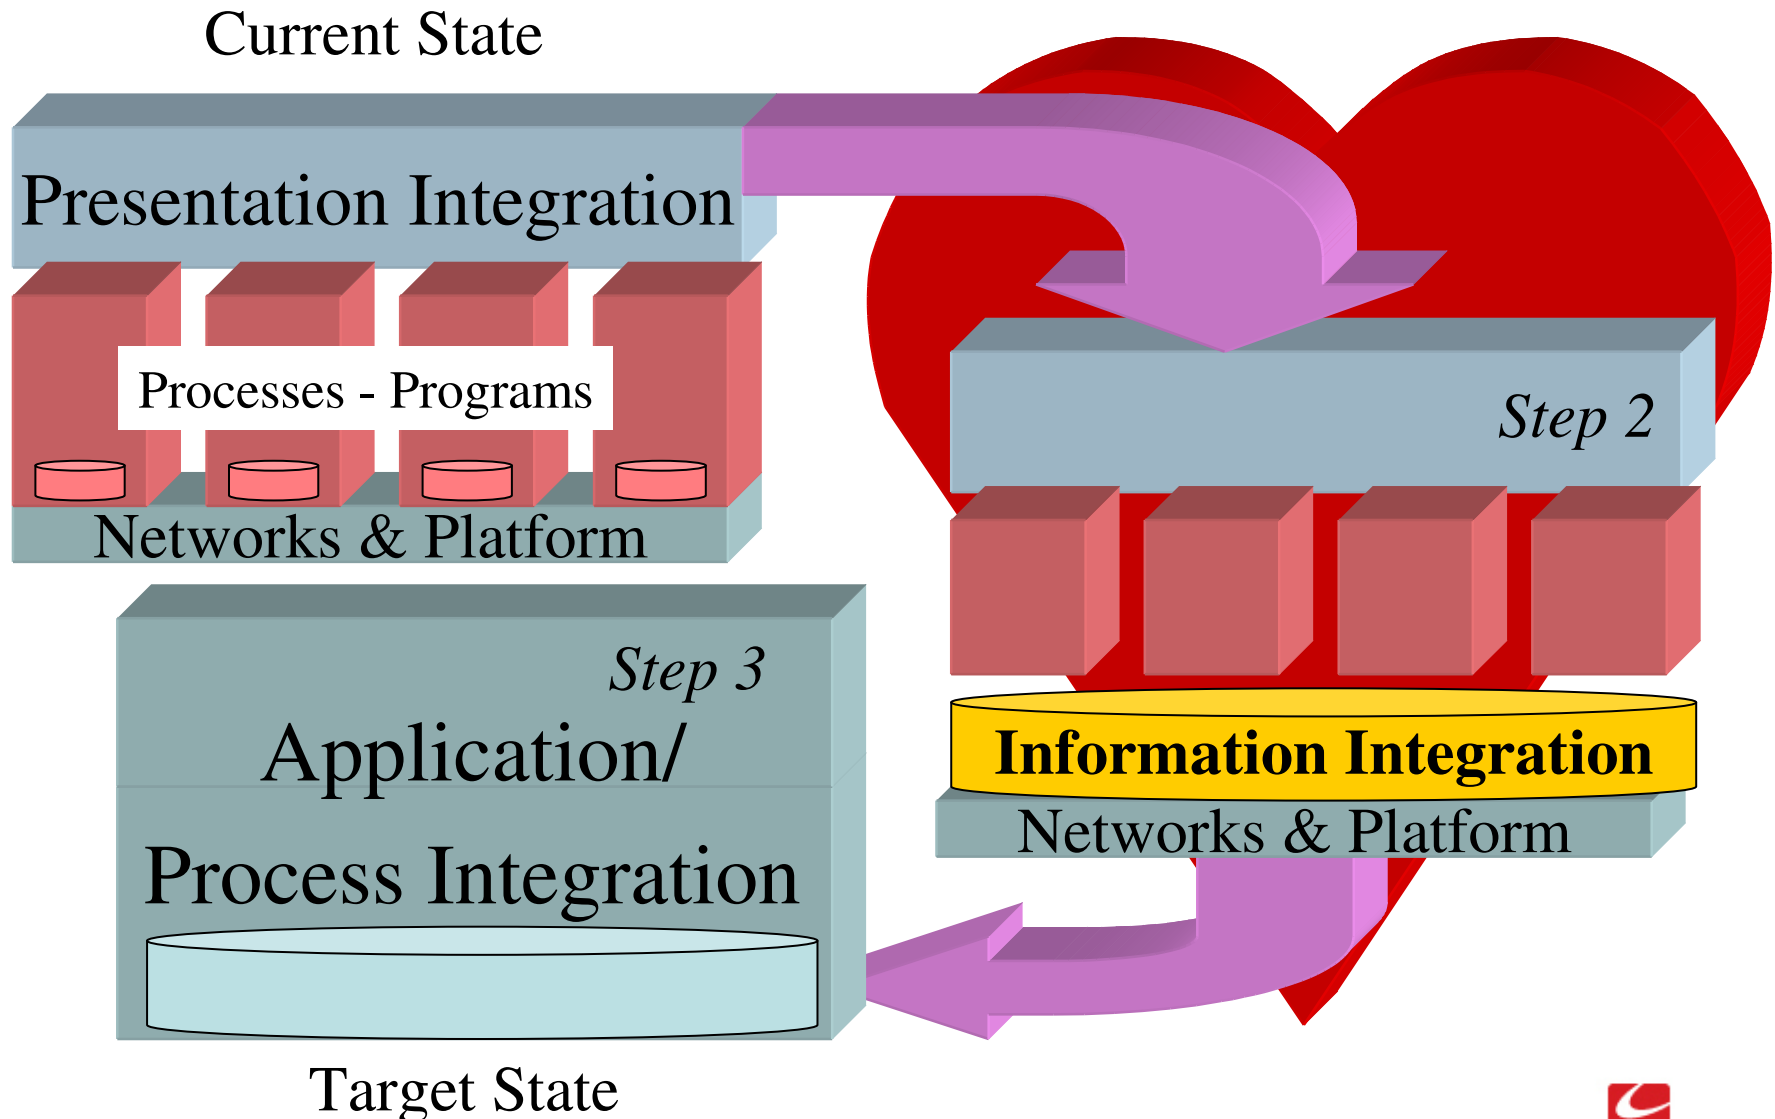 Current State
Presentation Integration
Processes - Programs
Networks & Platform
Step 2
Information Integration
Networks & Platform
Step 3
Application/
Process Integration
Target State